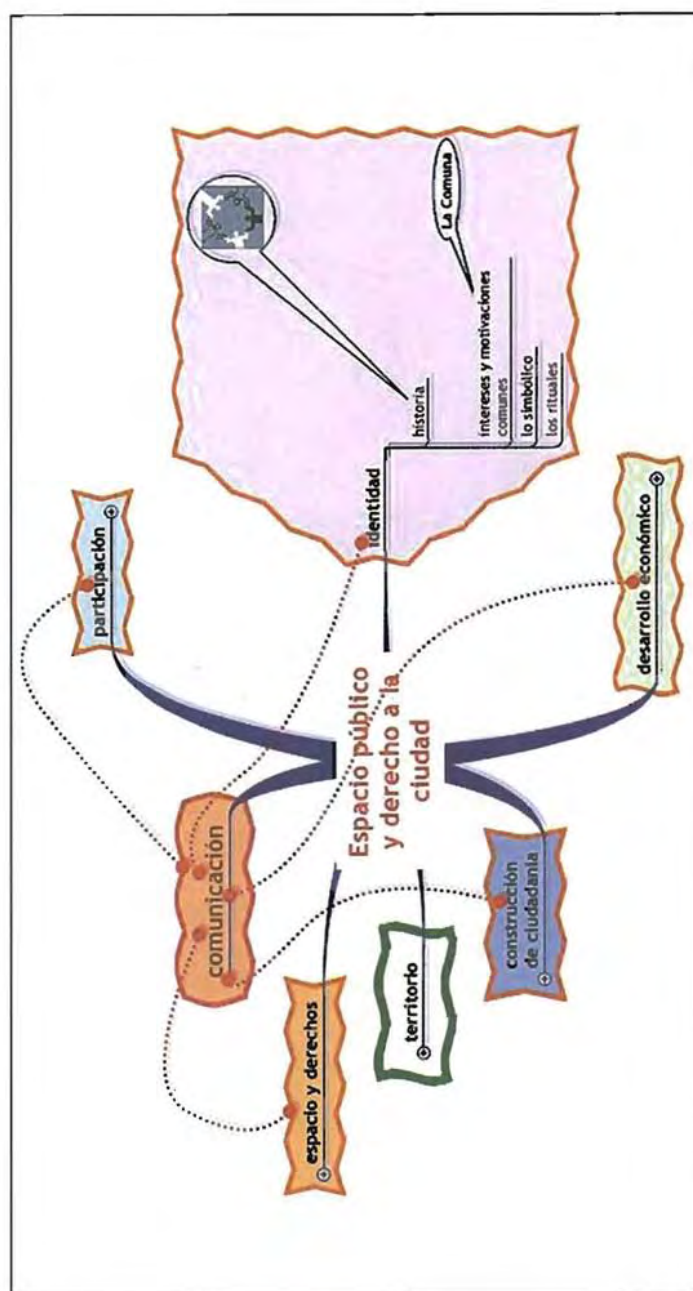 participación
comunicación
espacio y derechos
territorio
construcción
de ciudadanía
desarrollo económico
Espacio público
y derecho a la
ciudad
identidad
historia
intereses y motivaciones
comunes
lo simbólico
los rituales
La Comuna